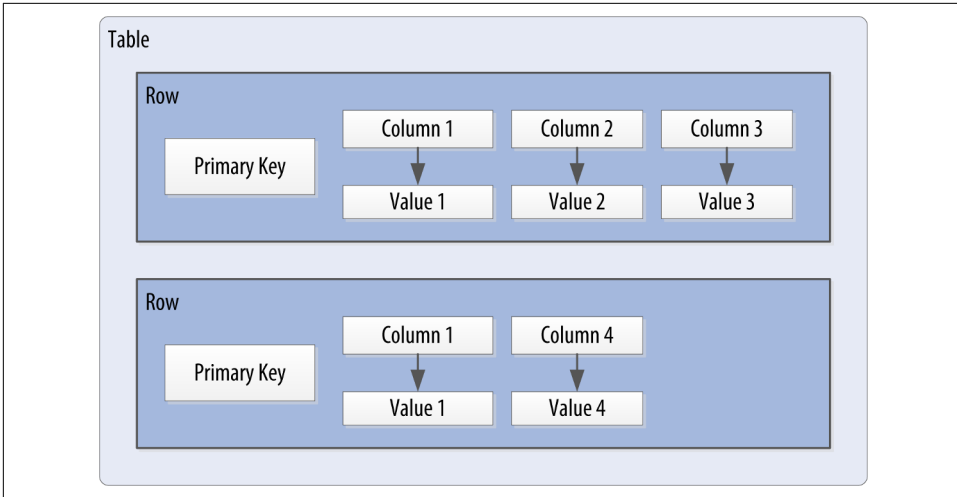 Table
Row
Primary Key
Column 1
Column 2
Column 3
Value 1
Value 2
Value 3
Row
Primary Key
Column 1
Column 4
Value 1
Value 4